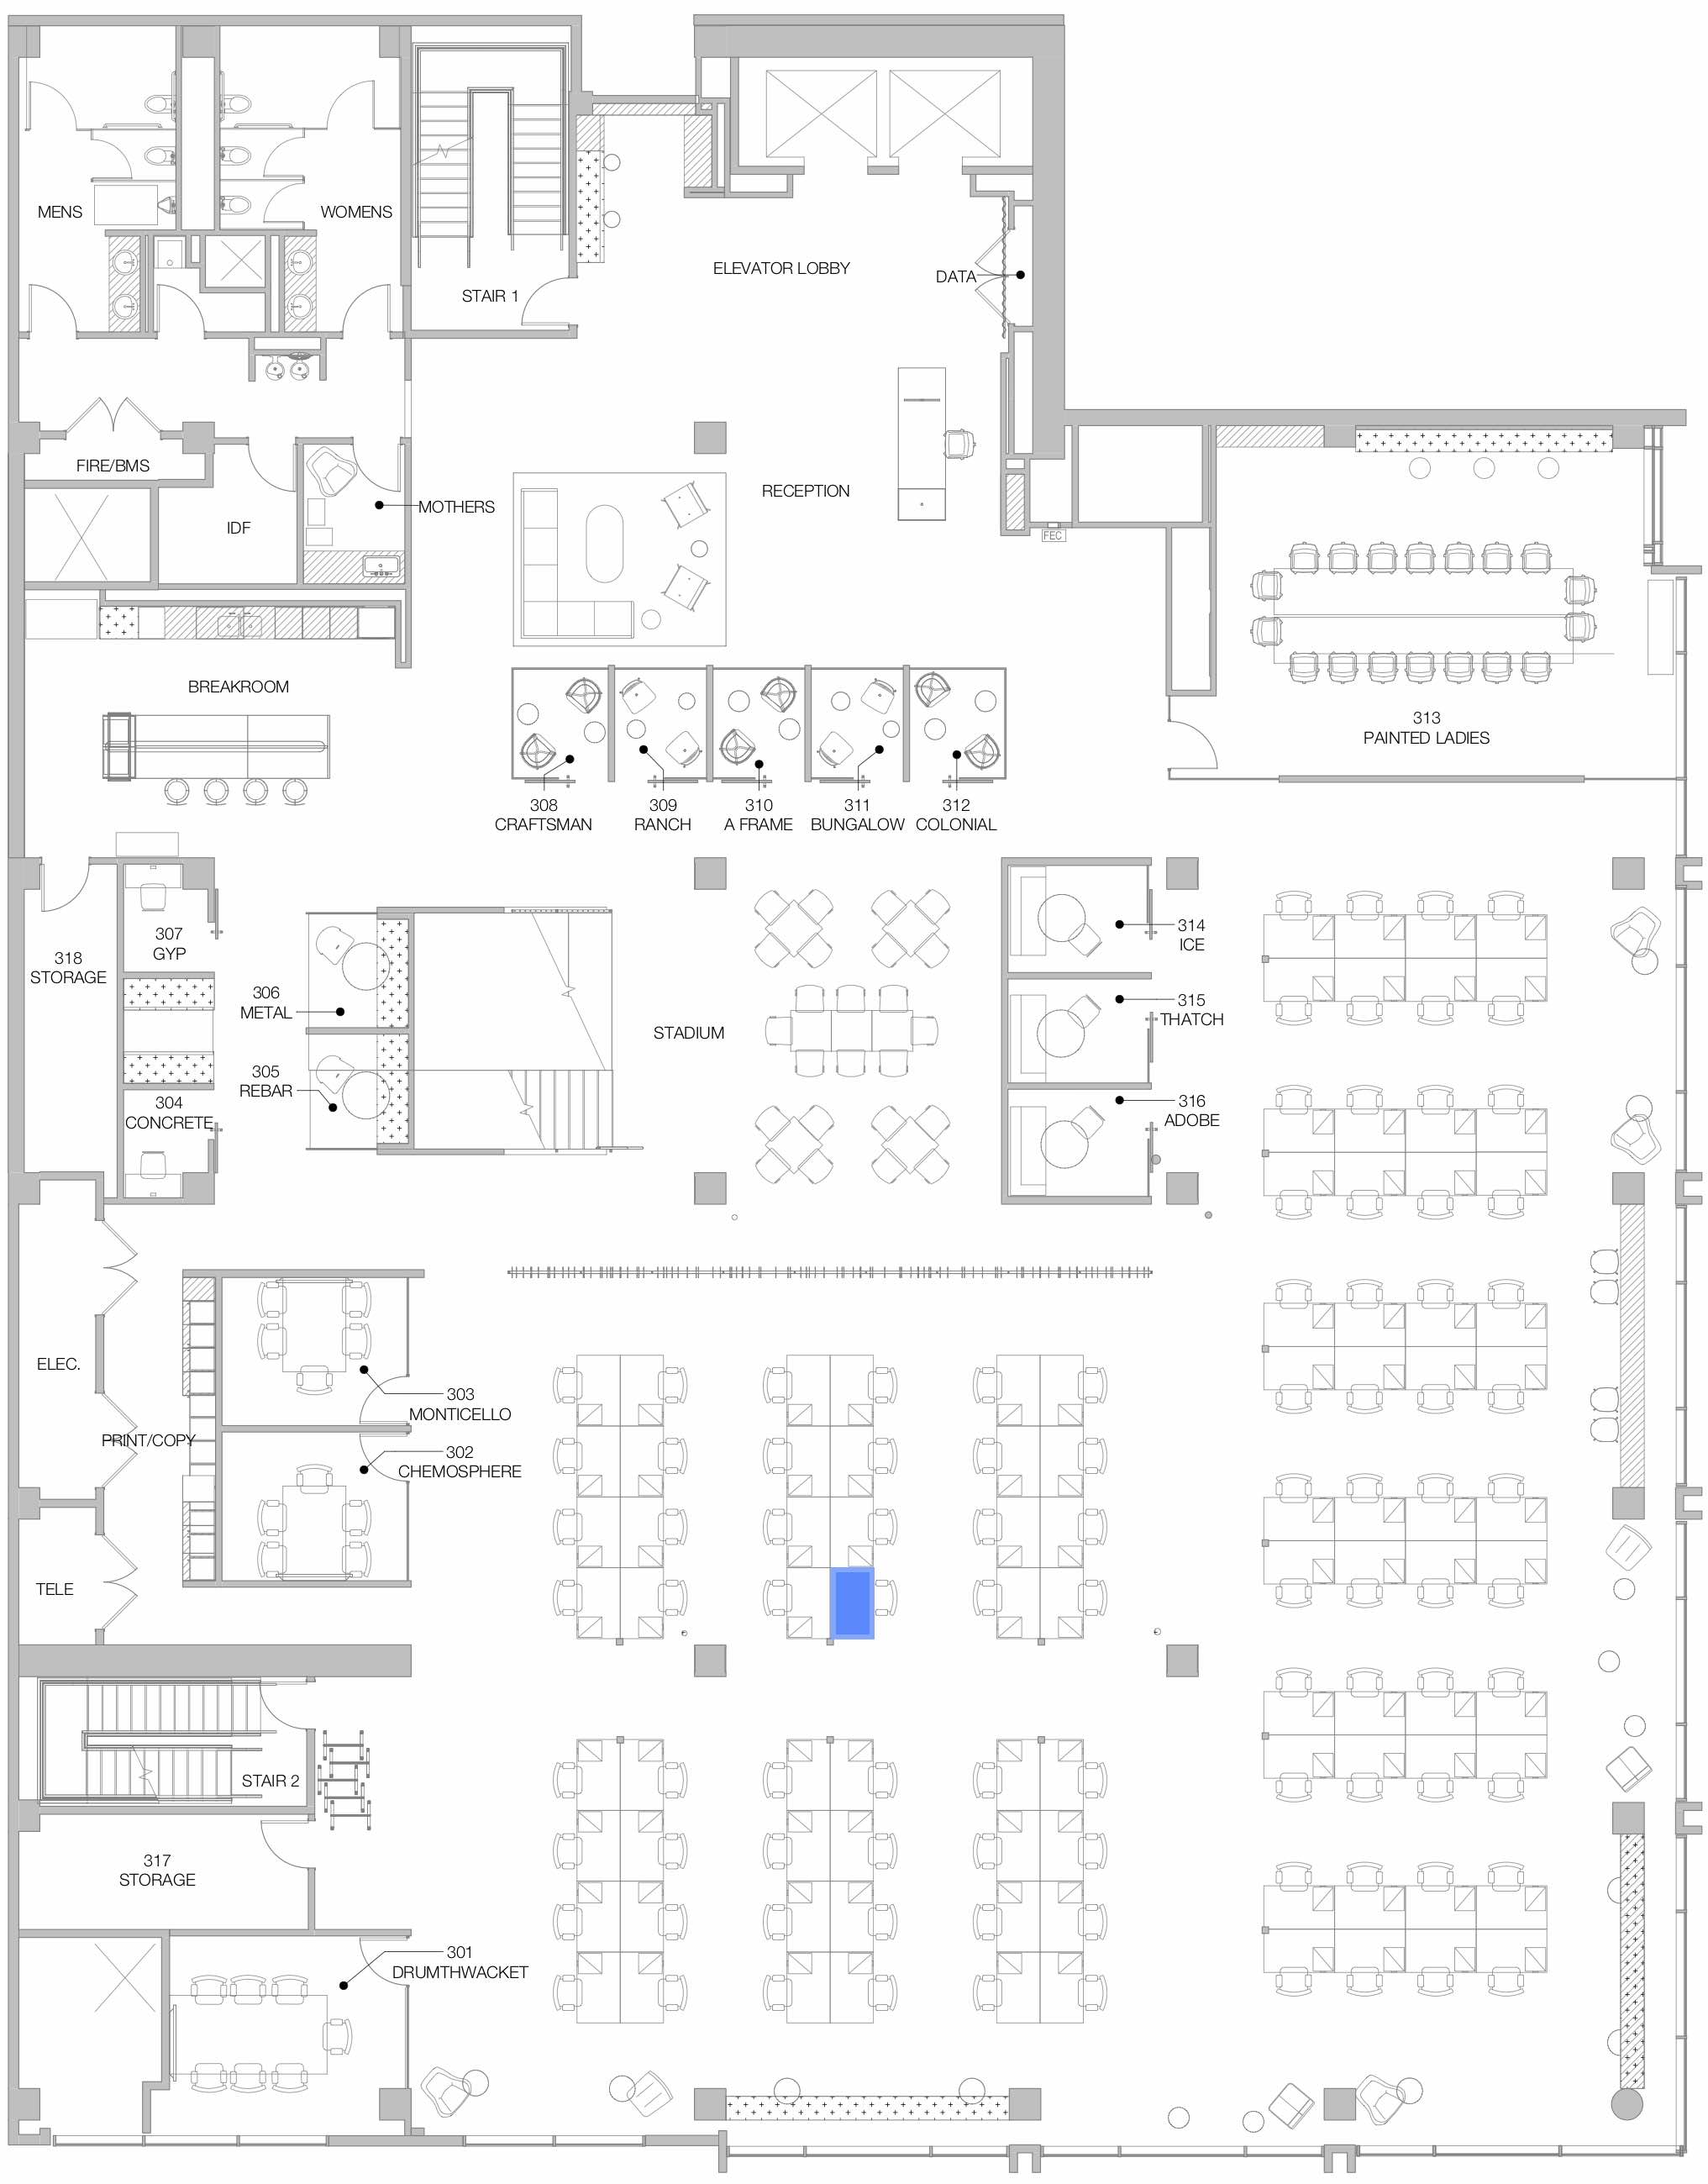 MENS
WOMENS
STAIR 1
ELEVATOR LOBBY
DATA
FIRE/BMS
IDF
MOTHERS
RECEPTION
FEC
BREAKROOM
313
PAINTED LADIES
308
CRAFTSMAN
309
RANCH
310
A FRAME
311
BUNGALOW
312
COLONIAL
307
GYP
318
STORAGE
306
METAL
305
REBAR
304
CONCRETE
STADIUM
314
ICE
315
THATCH
316
ADOBE
ELEC.
303
MONTICELLO
PRINT/COPY
302
CHEMOSPHERE
TELE
STAIR 2
317
STORAGE
301
DRUMTHWACKET